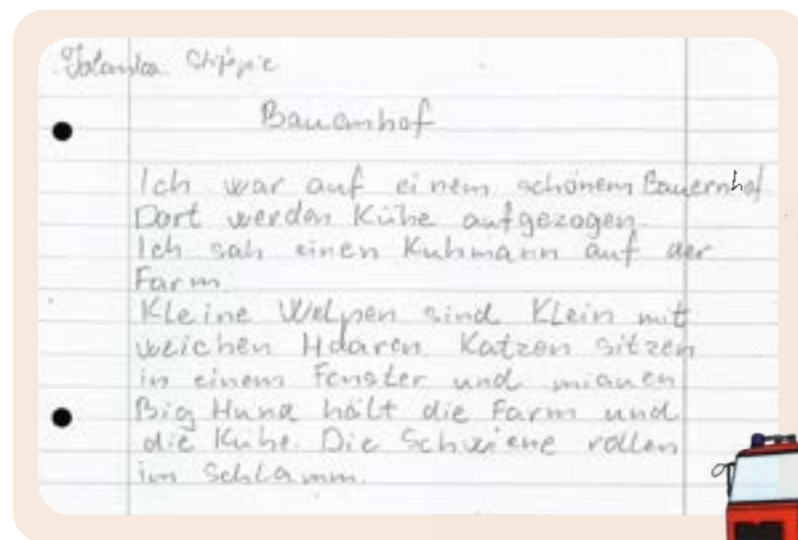 Bauernhof
Ich war auf einem schönem Bauernhof
Dort werden Kühe aufgezogen.
Ich sah einen Kuhmann auf der
Farm.
Kleine Welpen sind Klein mit
weichen Haaren Katzen sitzen
in einem Fenster und miauen
Big Hund hält die Farm und
die Kühe. Die Schwiene rollen
im Schlamm.